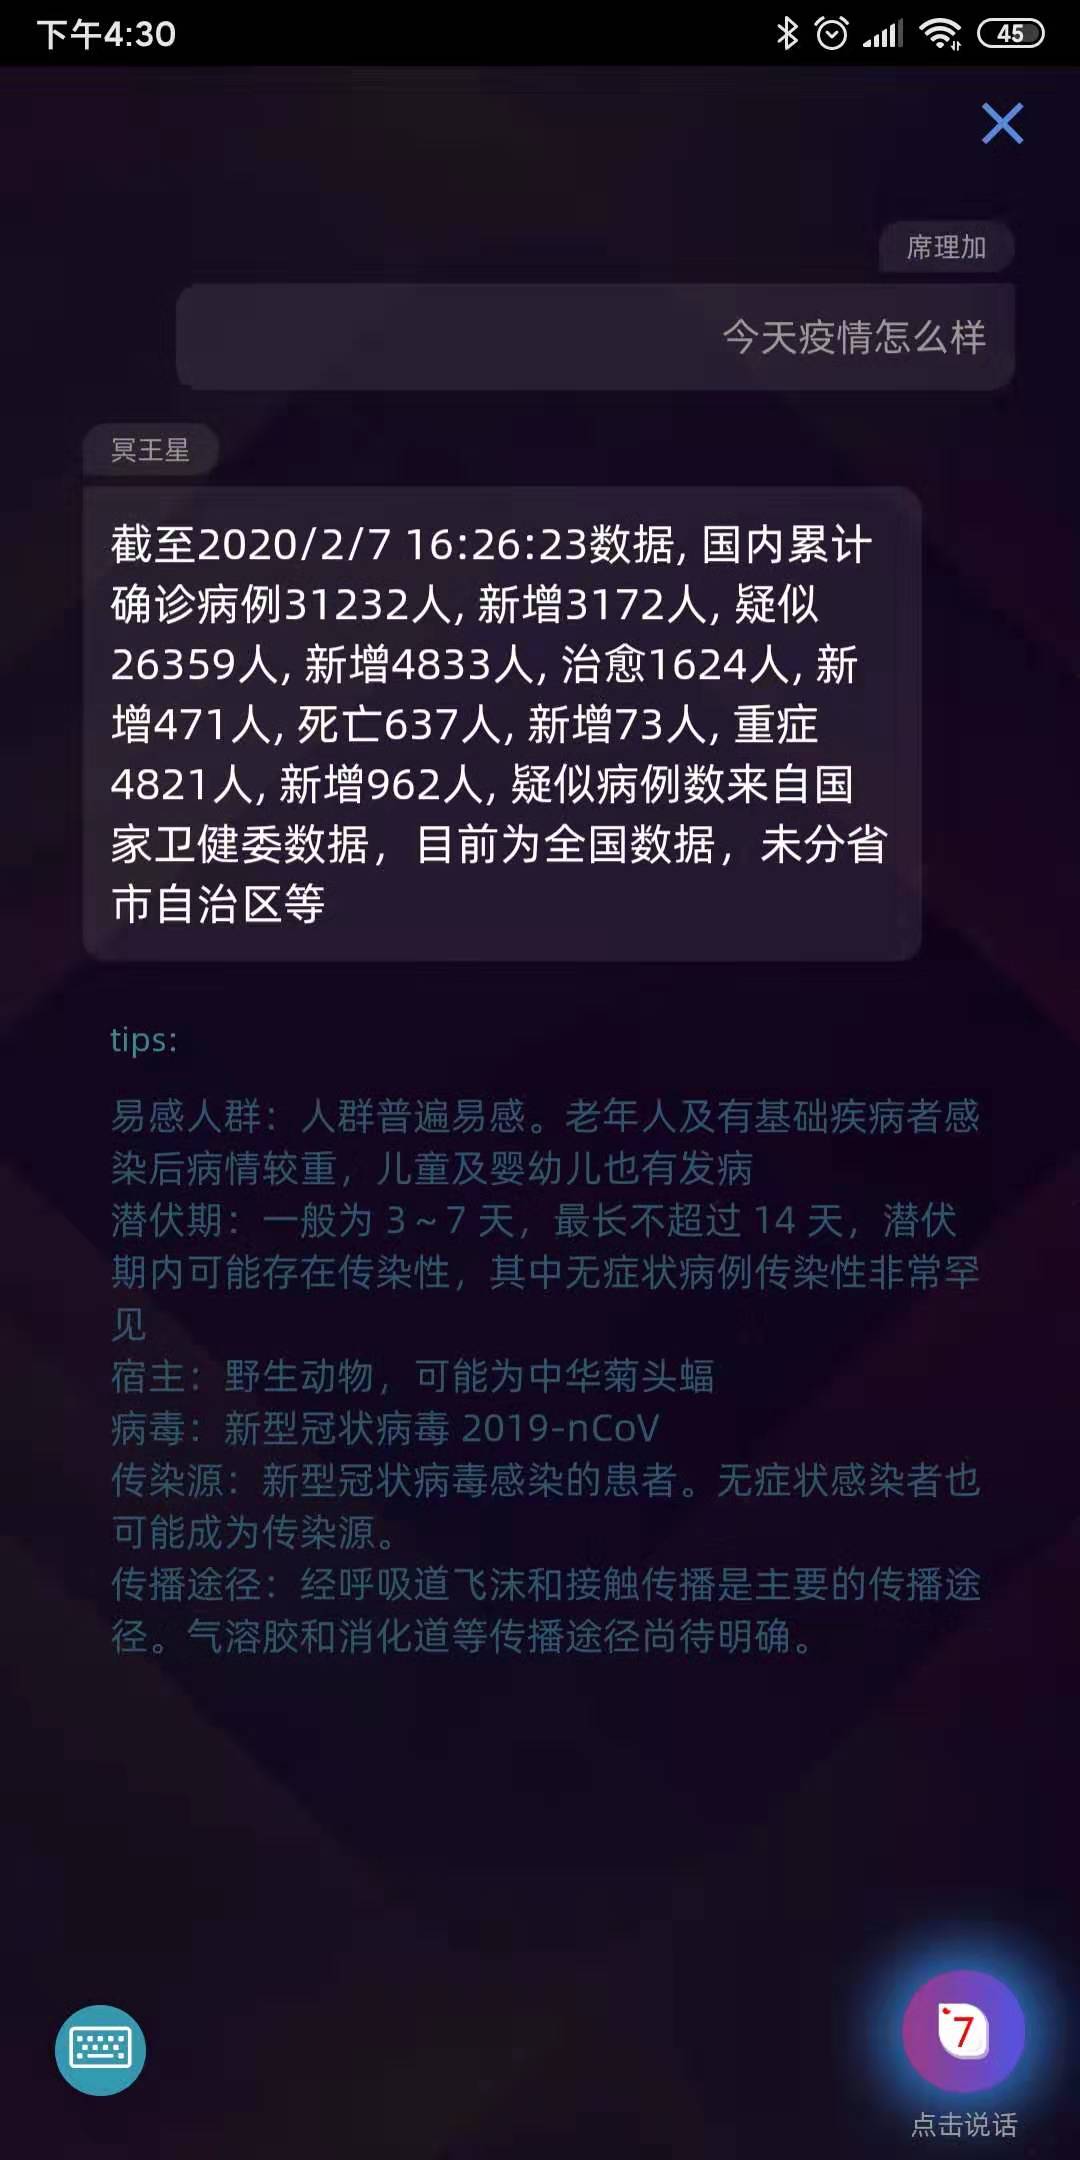 下午4:30
45
席理加
今天疫情怎么样
冥王星
截至2020/2/7 16:26:23数据, 国内累计
确诊病例31232人, 新增3172人, 疑似
26359人, 新增4833人, 治愈1624人, 新
增471人, 死亡637人, 新增73人, 重症
4821人, 新增962人, 疑似病例数来自国
家卫健委数据，目前为全国数据，未分省
市自治区等
tips:
易感人群：人群普遍易感。老年人及有基础疾病者感
染后病情较重，儿童及婴幼儿也有发病
潜伏期：一般为 3～7 天，最长不超过 14 天，潜伏
期内可能存在传染性，其中无症状病例传染性非常罕
见
宿主：野生动物，可能为中华菊头蝠
病毒：新型冠状病毒 2019-nCoV
传染源：新型冠状病毒感染的患者。无症状感染者也
可能成为传染源。
传播途径：经呼吸道飞沫和接触传播是主要的传播途
径。气溶胶和消化道等传播途径尚待明确。
7
点击说话